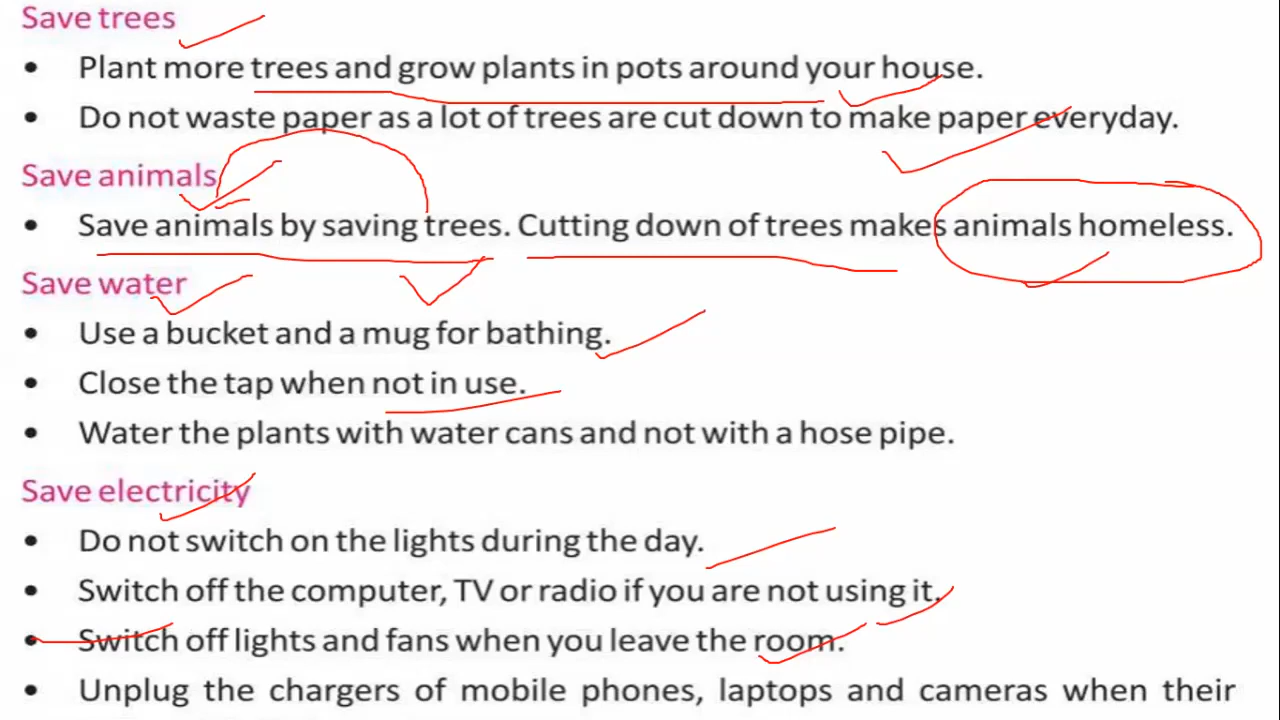 Save trees
• Plant more trees and grow plants in pots around your house.
• Do not waste paper as a lot of trees are cut down to make paper everyday.
Save animals
• Save animals by saving trees. Cutting down of trees makes animals homeless.
Save water
• Use a bucket and a mug for bathing.
• Close the tap when not in use.
• Water the plants with water cans and not with a hose pipe.
Save electricity
• Do not switch on the lights during the day.
• Switch off the computer, TV or radio if you are not using it.
• Switch off lights and fans when you leave the room.
• Unplug the chargers of mobile phones, laptops and cameras when their